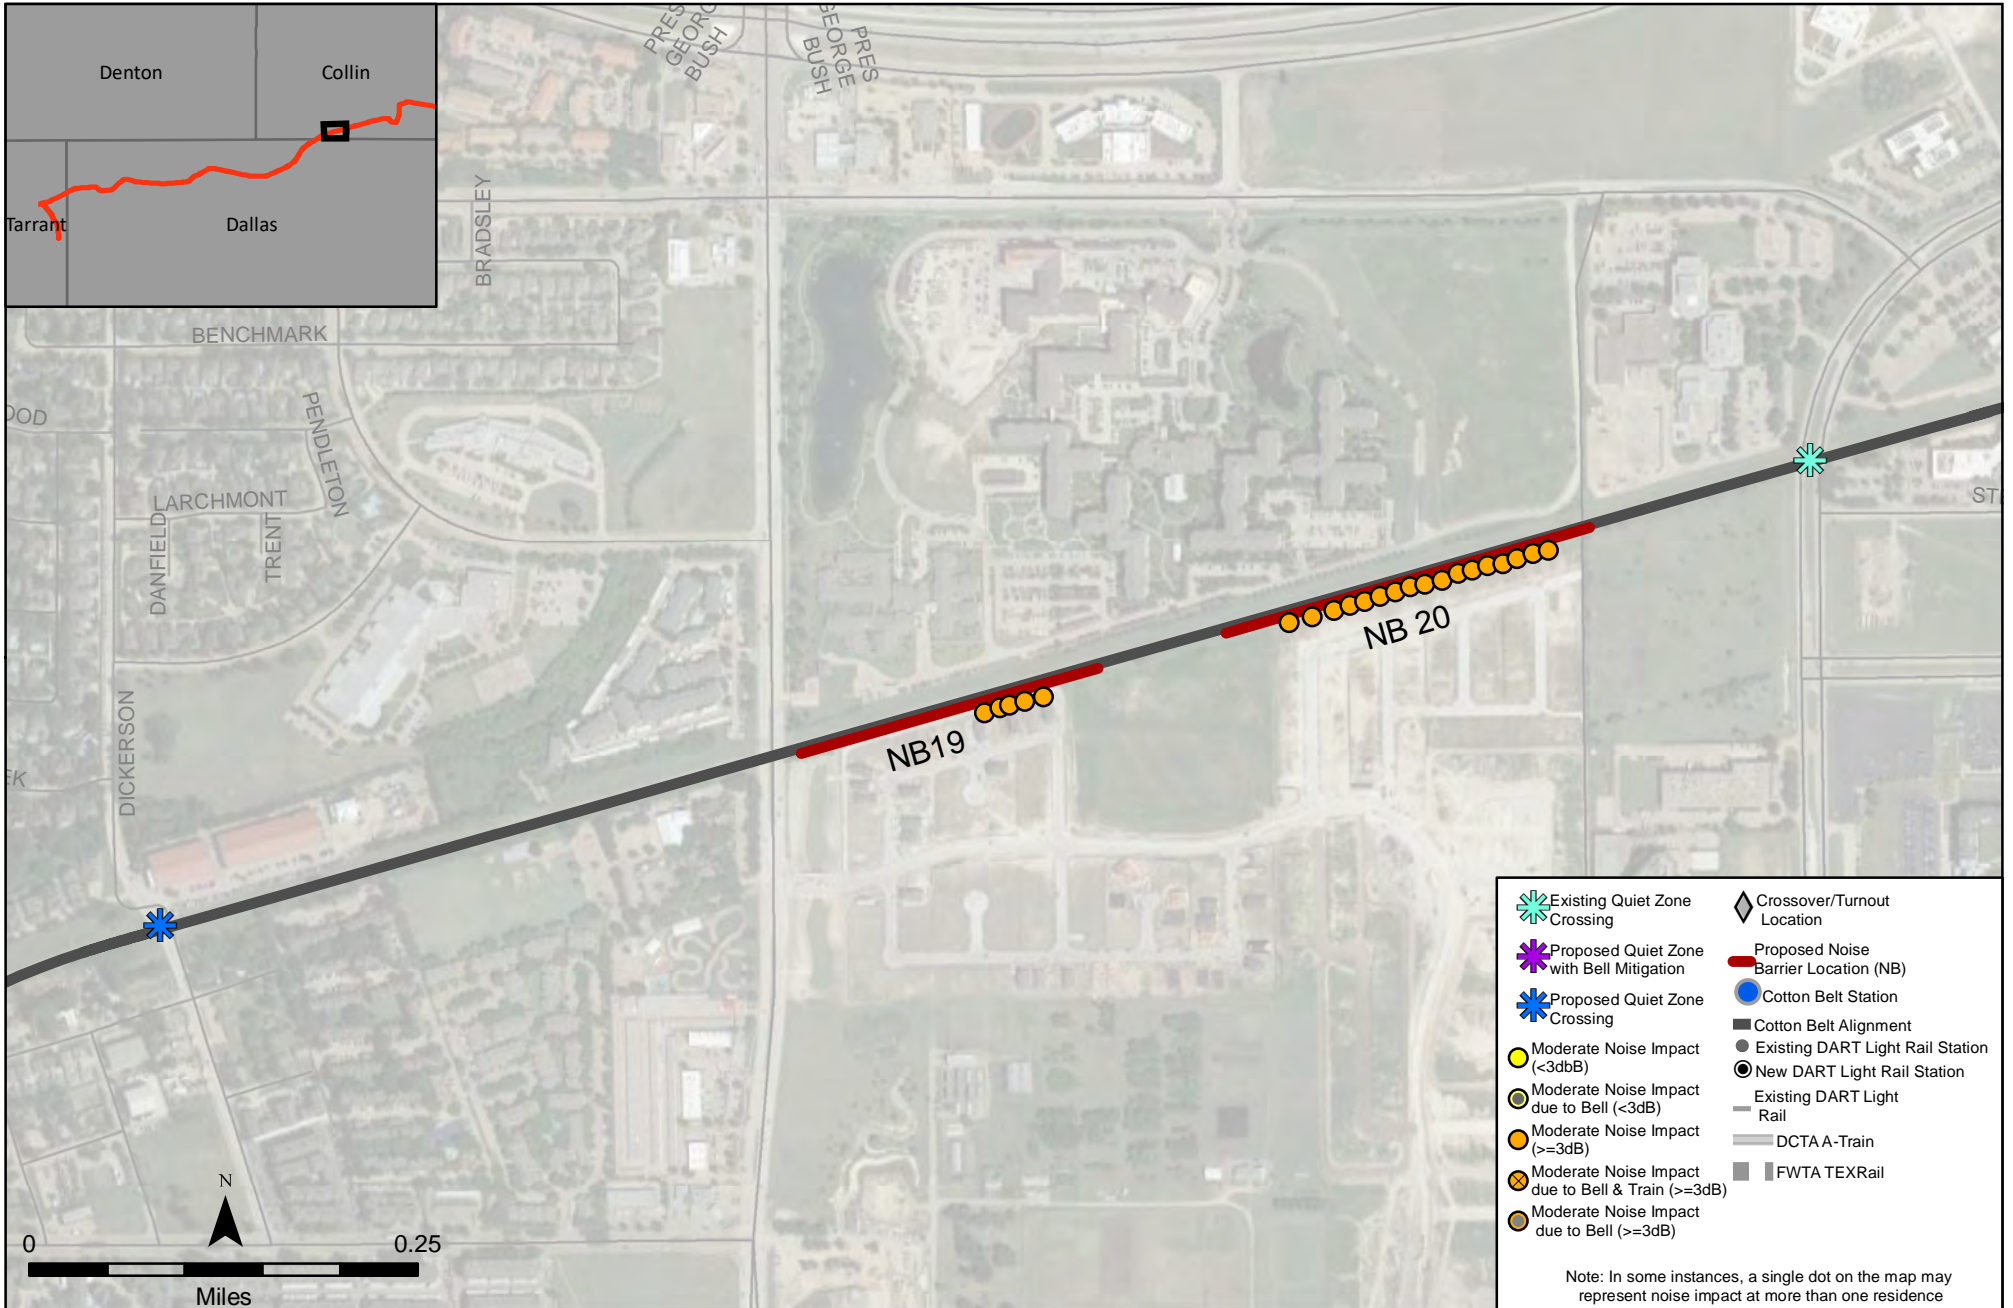 Denton
Collin
Tarrant
Dallas
PRES
GEORGE
BUSH
PRES
GEORGE
BUSH
BRADSLEY
BENCHMARK
OOD
PENDLETON
LARCHMONT
DANFIELD
TRENT
DICKERSON
EK
ST
NB 20
NB19
Existing Quiet Zone
Crossing
Proposed Quiet Zone
with Bell Mitigation
Proposed Quiet Zone
Crossing
Moderate Noise Impact
(<3dbB)
Moderate Noise Impact
due to Bell (<3dB)
Moderate Noise Impact
(>=3dB)
Moderate Noise Impact
due to Bell & Train (>=3dB)
Moderate Noise Impact
due to Bell (>=3dB)
Crossover/Turnout
Location
Proposed Noise
Barrier Location (NB)
Cotton Belt Station
Cotton Belt Alignment
Existing DART Light Rail Station
New DART Light Rail Station
Existing DART Light
Rail
DCTA A-Train
FWTA TEXRail
Note: In some instances, a single dot on the map may
represent noise impact at more than one residence
N
0 0.25
Miles